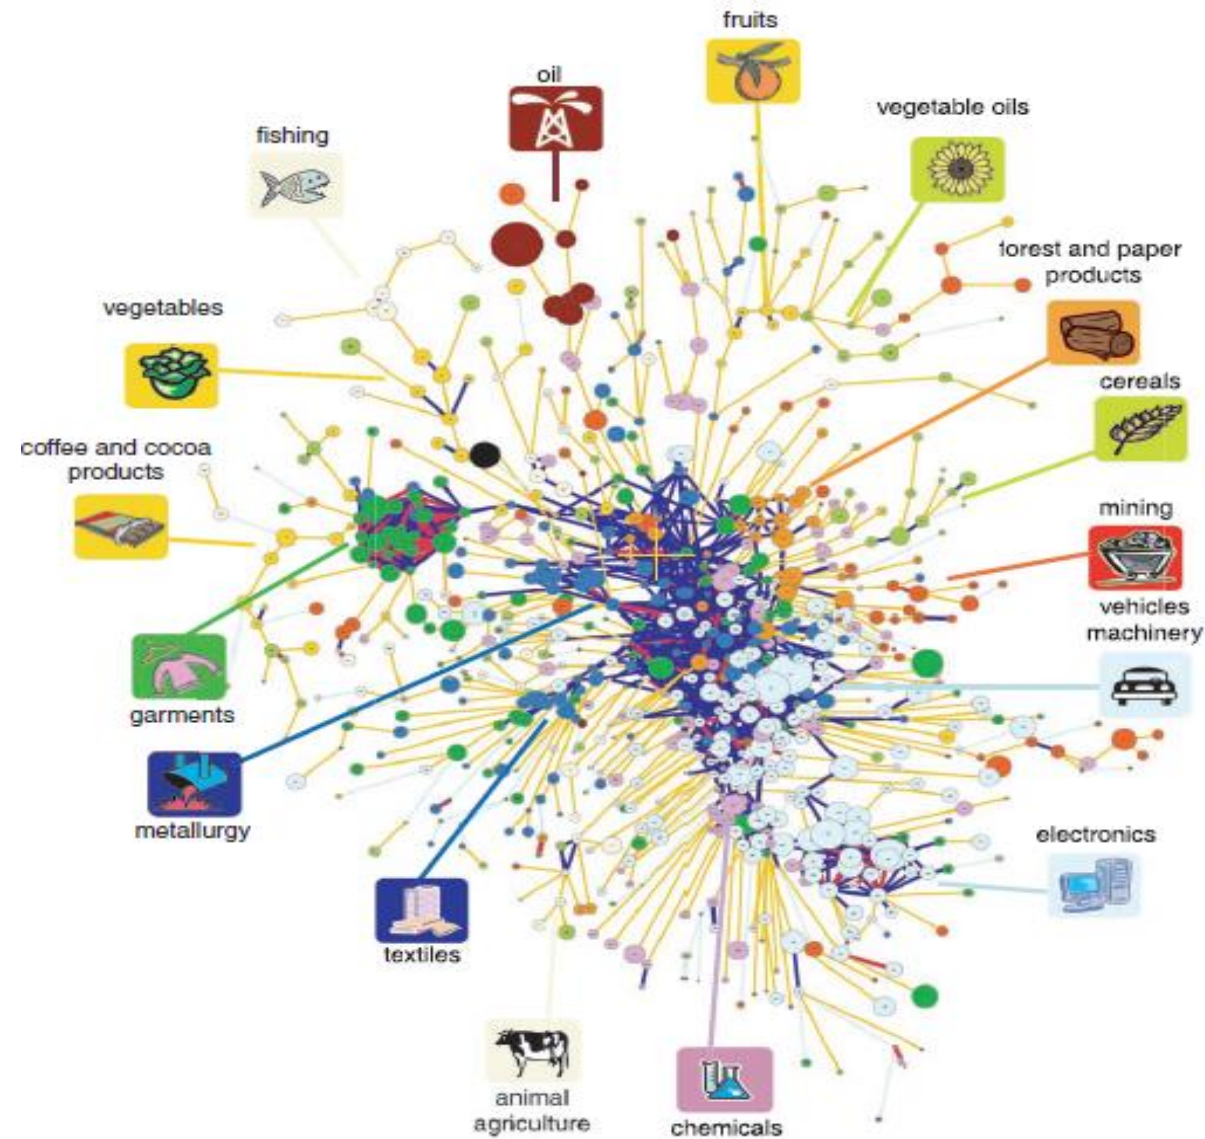 fruits
oil
vegetable oils
fishing
forest and paper
products
vegetables
cereals
coffee and cocoa
products
mining
vehicles
machinery
garments
metallurgy
electronics
textiles
animal
agriculture
chemicals